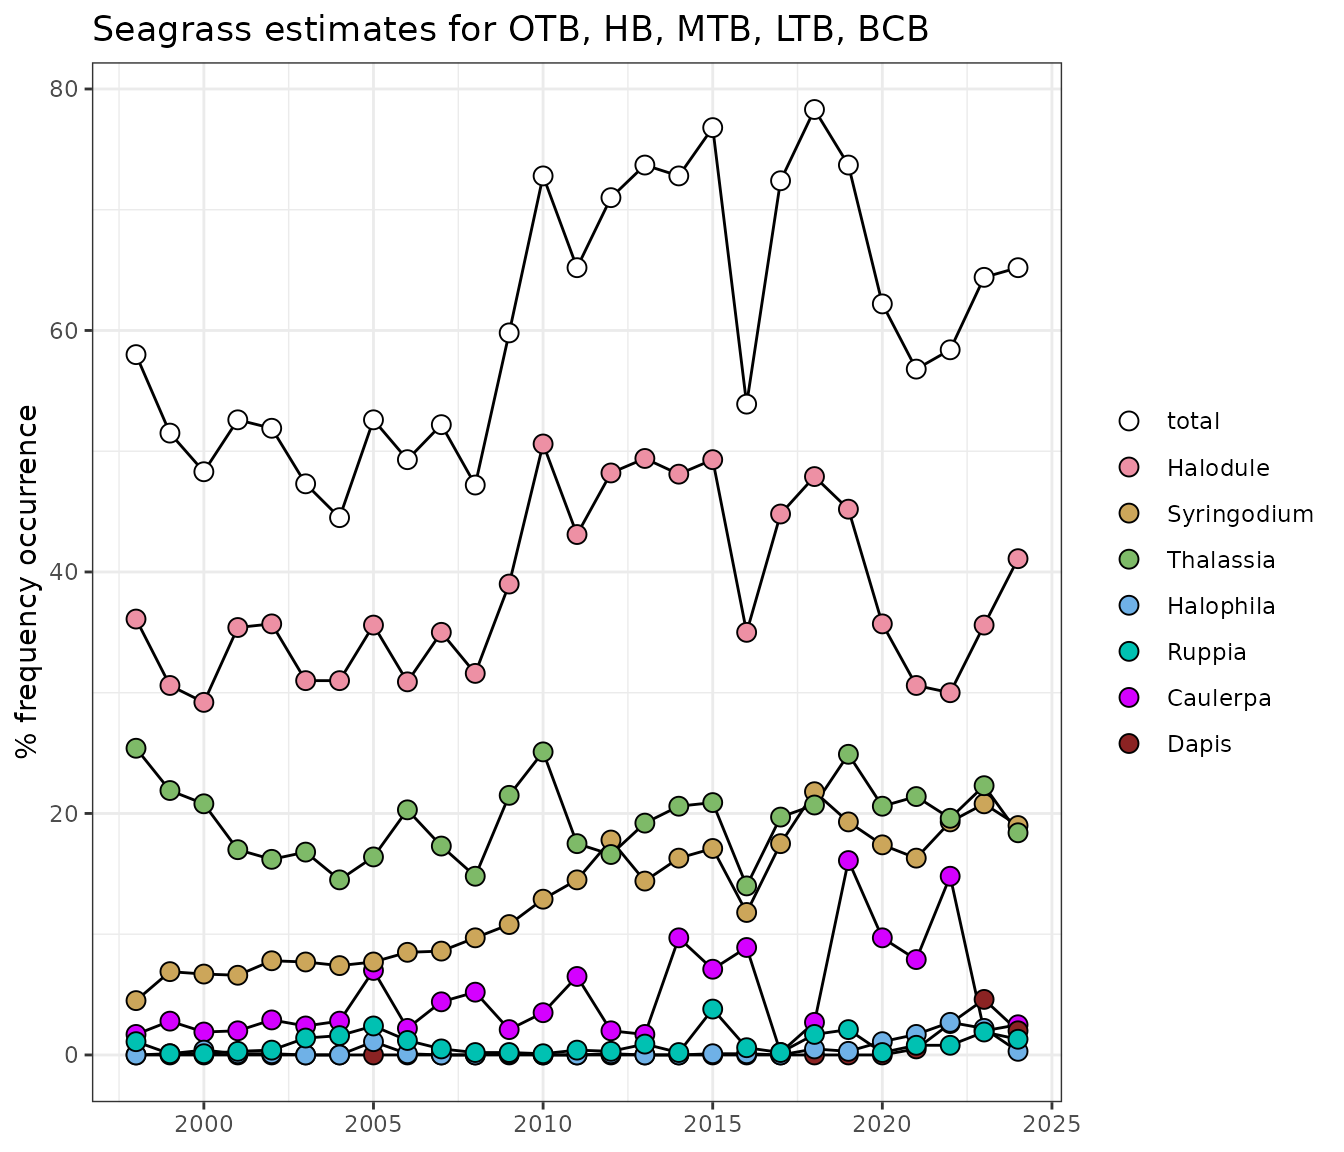 Seagrass estimates for OTB, HB, MTB, LTB, BCB
% frequency occurrence
80
60
40
20
0
2000
2005
2010
2015
2020
2025
total
Halodule
Syringodium
Thalassia
Halophila
Ruppia
Caulerpa
Dapis